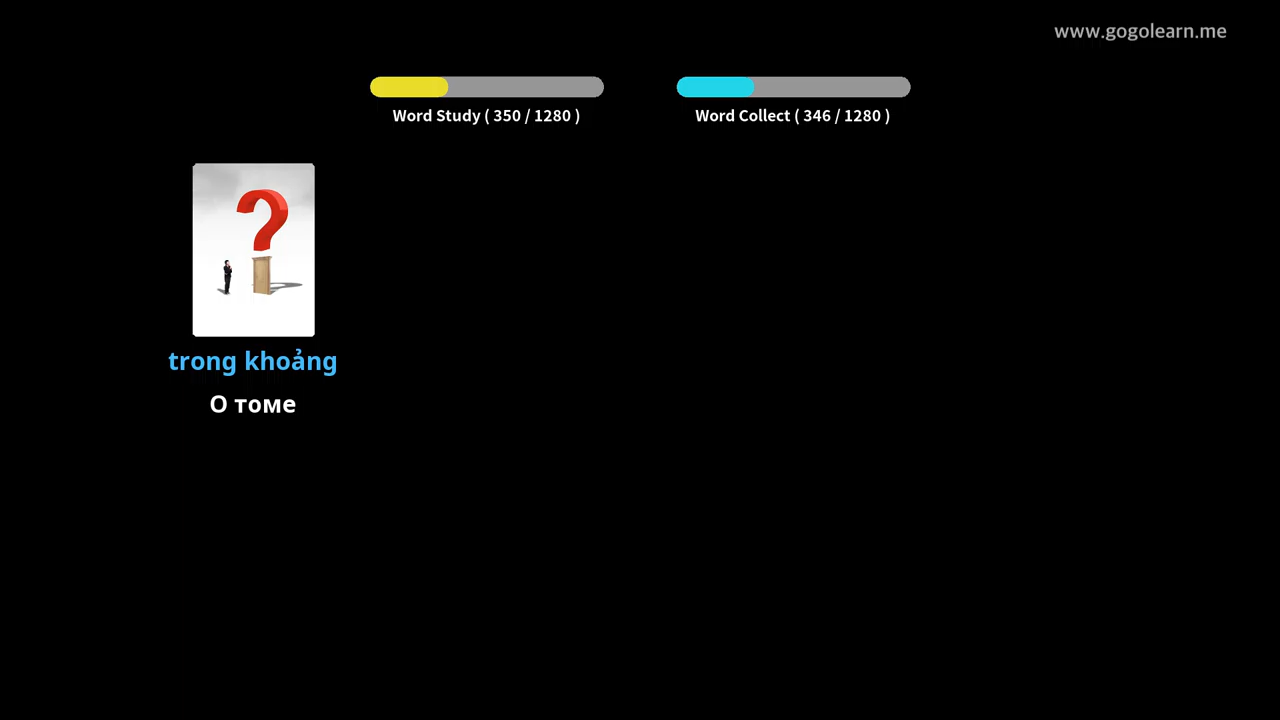 www.gogolearn.me
Word Study ( 350 / 1280 )
Word Collect ( 346 / 1280 )
trong khoảng
О томе